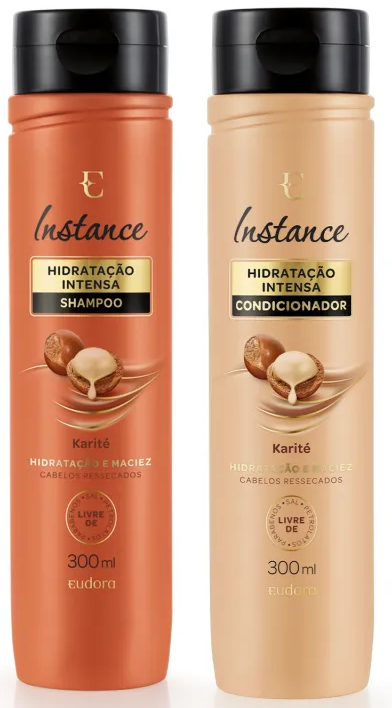 E
Instance
HIDRATAÇÃO
INTENSA
SHAMPOO
Karité
HIDRATAÇÃO E MACIEZ
CABELOS RESSECADOS
•SAL•PETROLATOS•PARABENOS
LIVRE
DE
300ml
eudora
E
Instance
HIDRATAÇÃO
INTENSA
CONDICIONADOR
Karité
HIDRATAÇÃO E MACIEZ
CABELOS RESSECADOS
•SAL•PETROLATOS•PARABENOS
LIVRE
DE
300ml
eudora